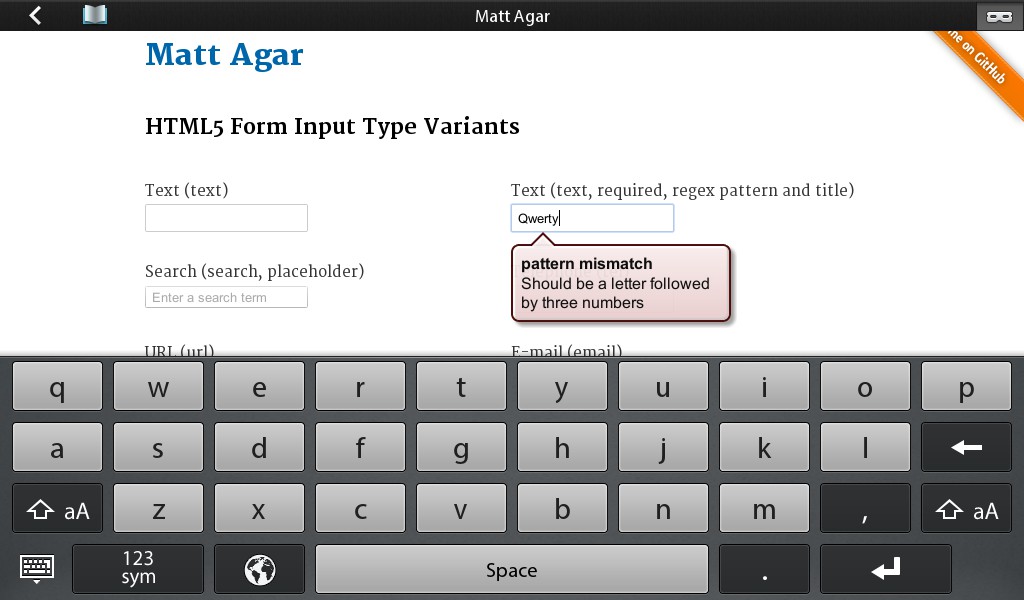 Matt Agar
Matt Agar
me on GitHub
HTML5 Form Input Type Variants
Text (text)
Text (text, required, regex pattern and title)
Qwerty
pattern mismatch
Should be a letter followed
by three numbers
Search (search, placeholder)
Enter a search term
URL (url)
E-mail (email)
q w e r t y u i o p
a s d f g h j k l
aA z x c v b n m , aA
123
sym
Space
.